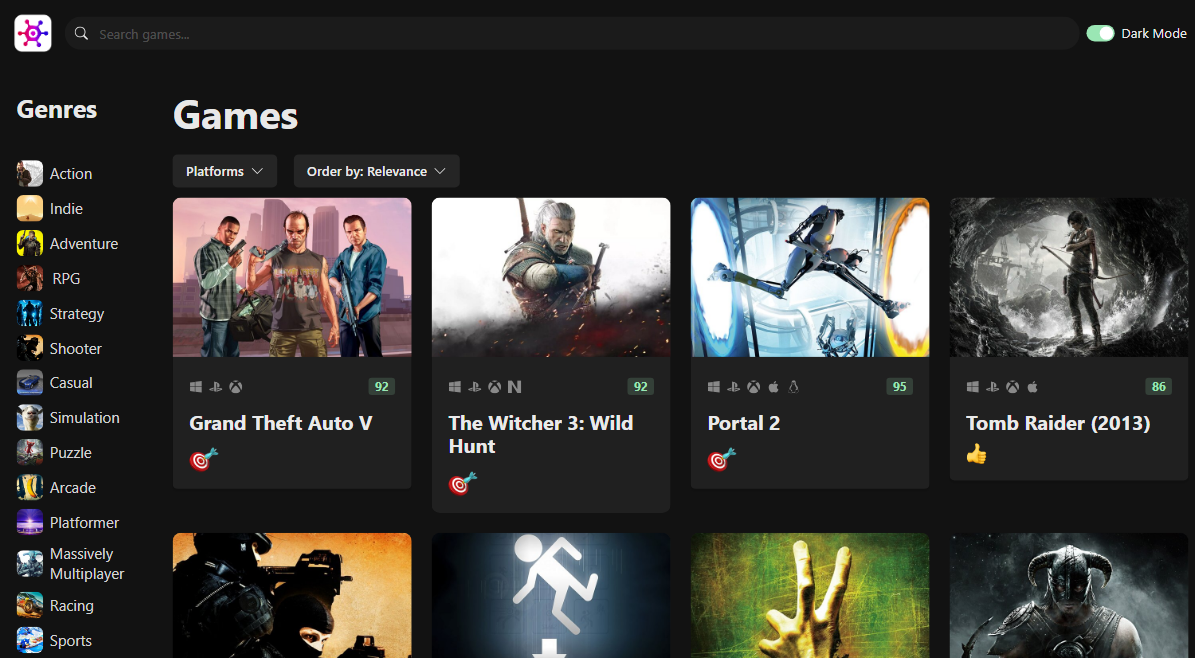 Search games...
Dark Mode
Genres
Action
Indie
Adventure
RPG
Strategy
Shooter
Casual
Simulation
Puzzle
Arcade
Platformer
Massively
Multiplayer
Racing
Sports
Games
Platforms
Order by: Relevance
92
Grand Theft Auto V
92
The Witcher 3: Wild
Hunt
95
Portal 2
86
Tomb Raider (2013)